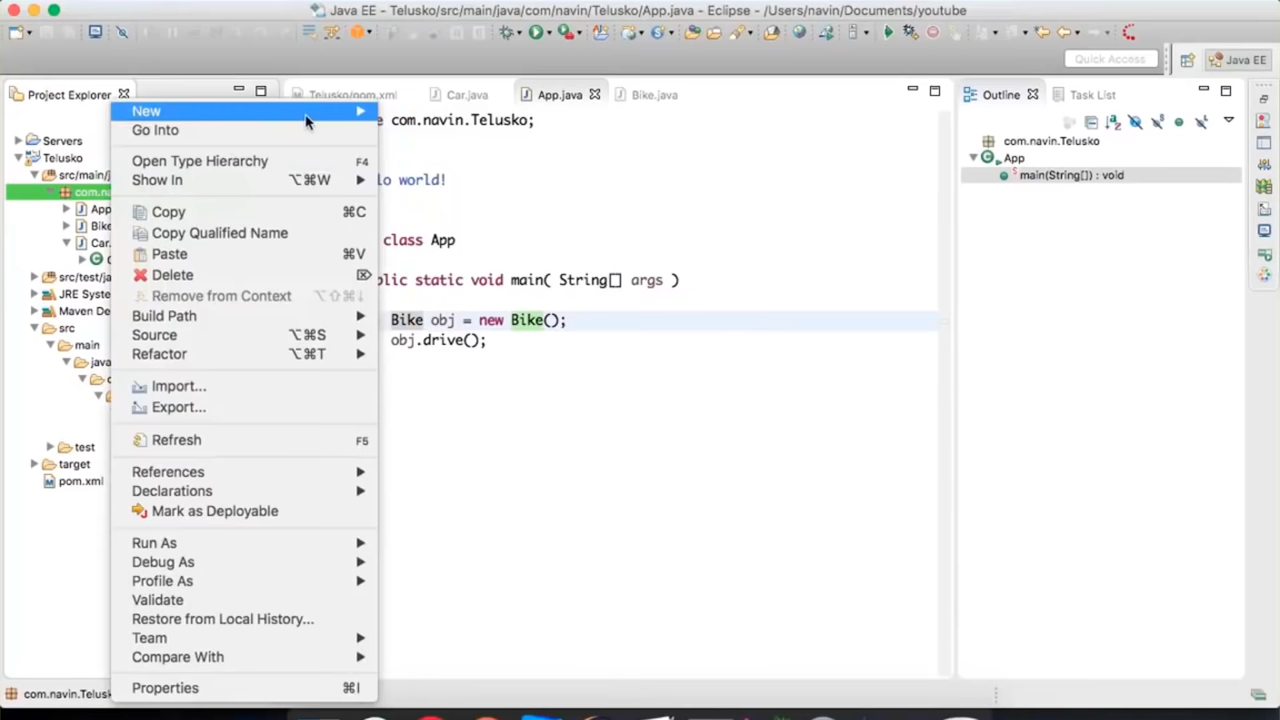 Java EE - Telusko/src/main/java/com/navin/Telusko/App.java - Eclipse - /Users/navin/Documents/youtube
Quick Access
Java EE
Project Explorer
Telusko/pom.xml
Car.java
App.java
Bike.java
Outline
Task List
Servers
Telusko
src/main/j
com.na
App
Bike
Car.
src/test/ja
JRE Syste
Maven De
src
main
java
test
target
pom.xml
New
Go Into
Open Type Hierarchy F4
Show In ⌥⌘W
Copy ⌘C
Copy Qualified Name
Paste ⌘V
Delete ⌦
Remove from Context ⌥⇧⌘↓
Build Path
Source ⌥⌘S
Refactor ⌥⌘T
Import...
Export...
Refresh F5
References
Declarations
Mark as Deployable
Run As
Debug As
Profile As
Validate
Restore from Local History...
Team
Compare With
Properties ⌘I
e com.navin.Telusko;
lo world!
class App
blic static void main( String[] args )
Bike obj = new Bike();
obj.drive();
com.navin.Telusko
App
main(String[]) : void
com.navin.Telusk